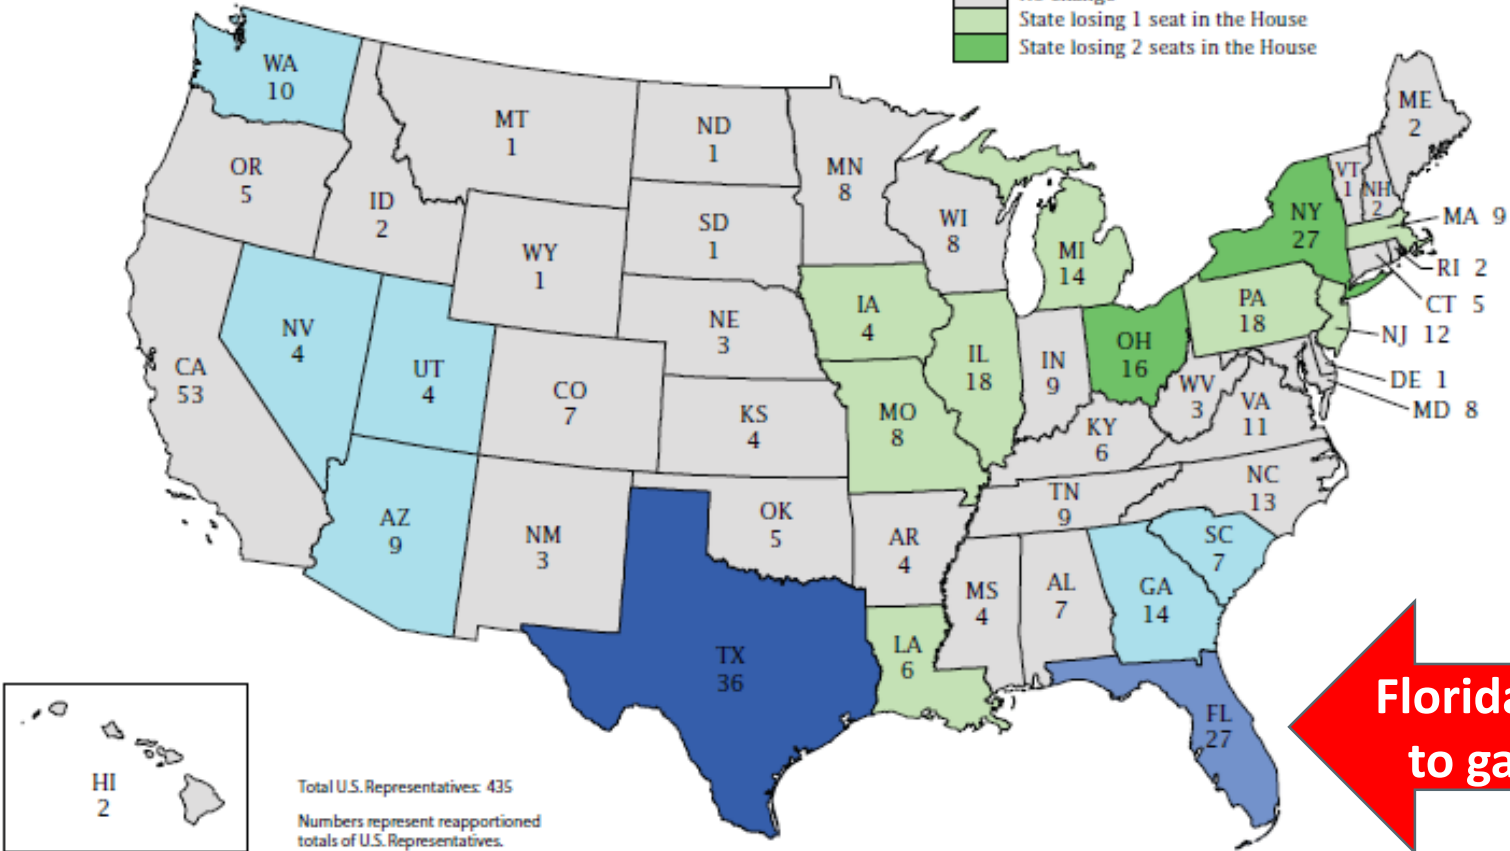 No change
State losing 1 seat in the House
State losing 2 seats in the House
WA
10
MT
1
ND
1
ME
2
OR
5
ID
2
MN
8
VT
1
NH
2
WY
1
SD
1
WI
8
NY
27
MA 9
MI
14
RI 2
CT 5
NV
4
NE
3
IA
4
PA
18
NJ 12
CA
53
UT
4
CO
7
IL
18
IN
9
OH
16
WV
3
DE 1
MD 8
KS
4
MO
8
VA
11
KY
6
AZ
9
NM
3
OK
5
AR
4
TN
9
NC
13
SC
7
MS
4
AL
7
GA
14
TX
36
LA
6
FL
27
Florida
to ga
HI
2
Total U.S. Representatives: 435
Numbers represent reapportioned
totals of U.S. Representatives.